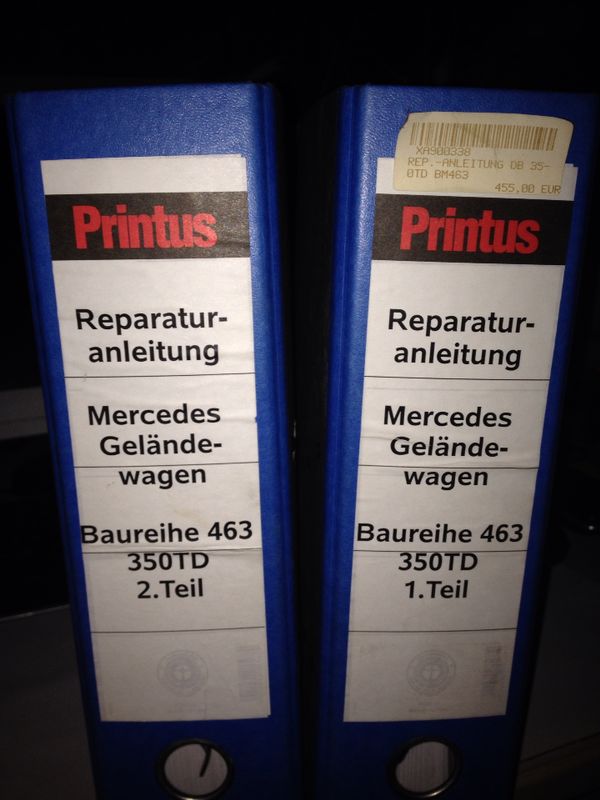 Printus
Reparatur-
anleitung
Mercedes
Gelände-
wagen
Baureihe 463
350TD
2.Teil
XA900338
REP.-ANLEITUNG DB 35-
0TD BM463
455,00 EUR
Printus
Reparatur-
anleitung
Mercedes
Gelände-
wagen
Baureihe 463
350TD
1.Teil